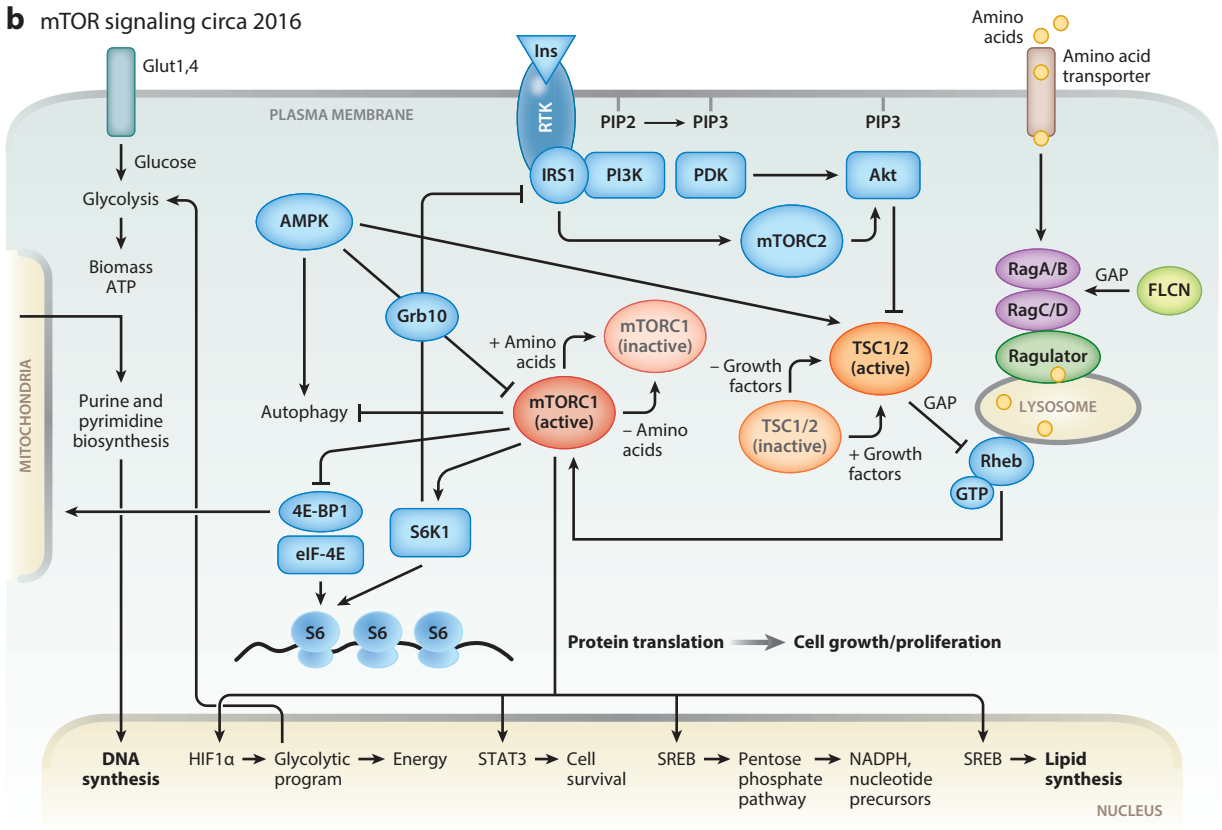 b mTOR signaling circa 2016
Glut1,4
PLASMA MEMBRANE
Ins
RTK
PIP2
PIP3
PIP3
Amino
acids
Amino acid
transporter
Glucose
Glycolysis
Biomass
ATP
IRS1
PI3K
PDK
Akt
AMPK
mTORC2
RagA/B
GAP
FLCN
RagC/D
Ragulator
LYSOSOME
Grb10
+ Amino
acids
mTORC1
(inactive)
– Growth
factors
TSC1/2
(active)
MITOCHONDRIA
Purine and
pyrimidine
biosynthesis
Autophagy
mTORC1
(active)
– Amino
acids
TSC1/2
(inactive)
+ Growth
factors
GAP
Rheb
GTP
4E-BP1
eIF-4E
S6K1
S6
S6
S6
Protein translation
Cell growth/proliferation
DNA
synthesis
HIF1α
Glycolytic
program
Energy
STAT3
Cell
survival
SREB
Pentose
phosphate
pathway
NADPH,
nucleotide
precursors
SREB
Lipid
synthesis
NUCLEUS